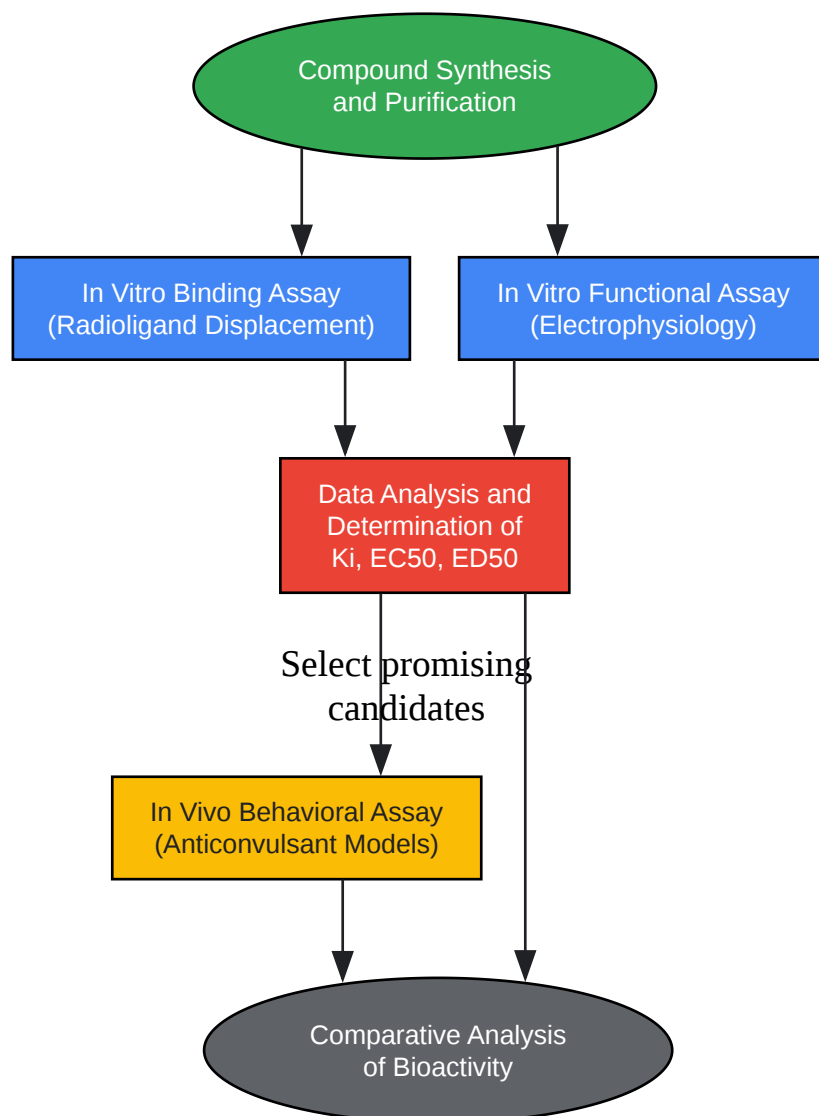 Compound Synthesis
and Purification
In Vitro Binding Assay
(Radioligand Displacement)
In Vitro Functional Assay
(Electrophysiology)
Data Analysis and
Determination of
Ki, EC50, ED50
Select promising
candidates
In Vivo Behavioral Assay
(Anticonvulsant Models)
Comparative Analysis
of Bioactivity